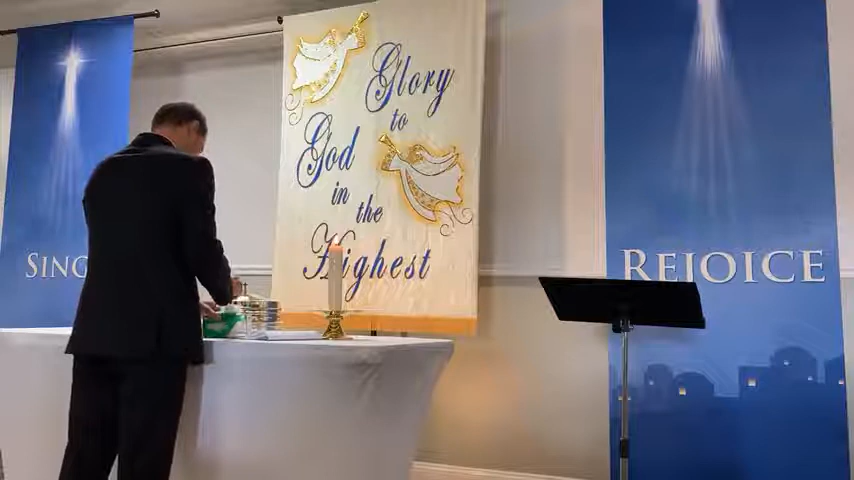 SING
Glory
to
God
in
the
Highest
REJOICE